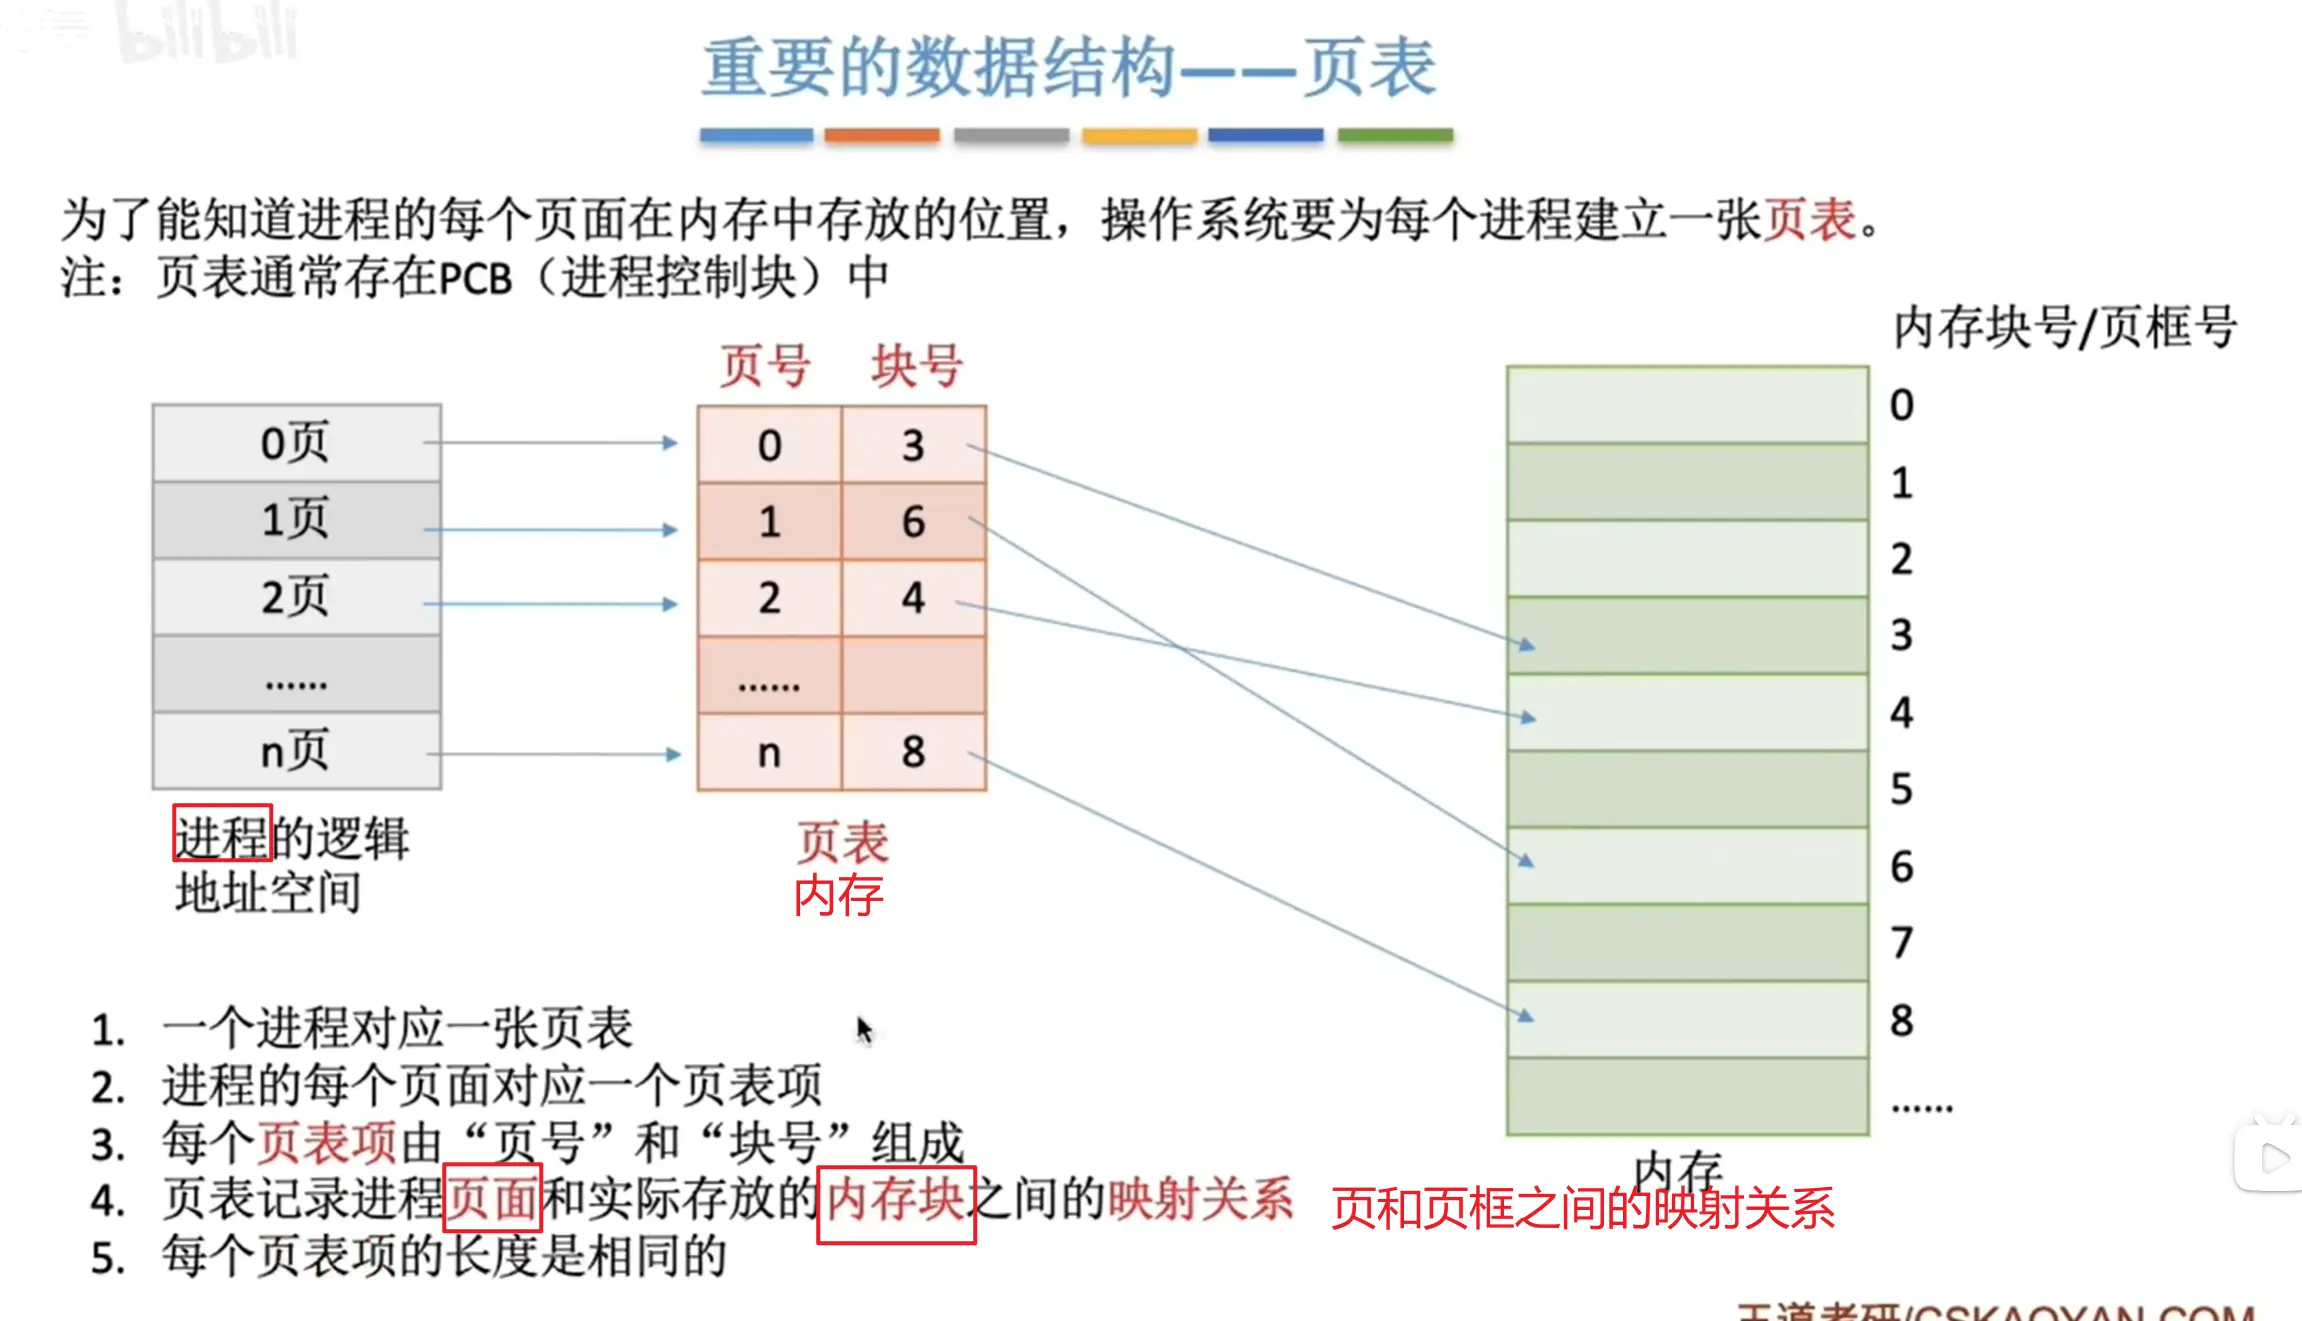 bilibili
重要的数据结构——页表
为了能知道进程的每个页面在内存中存放的位置，操作系统要为每个进程建立一张页表。
注：页表通常存在PCB（进程控制块）中
内存块号/页框号
页号 块号
0页 0 3 0
1页 1 6 1
2页 2 4 2
...... ...... 3
n页 n 8 4
5
6
7
8
......
进程的逻辑
地址空间
页表
内存
内存
1. 一个进程对应一张页表
2. 进程的每个页面对应一个页表项
3. 每个页表项由“页号”和“块号”组成
4. 页表记录进程页面和实际存放的内存块之间的映射关系 页和页框之间的映射关系
5. 每个页表项的长度是相同的
王道考研/CSKAOYAN.COM